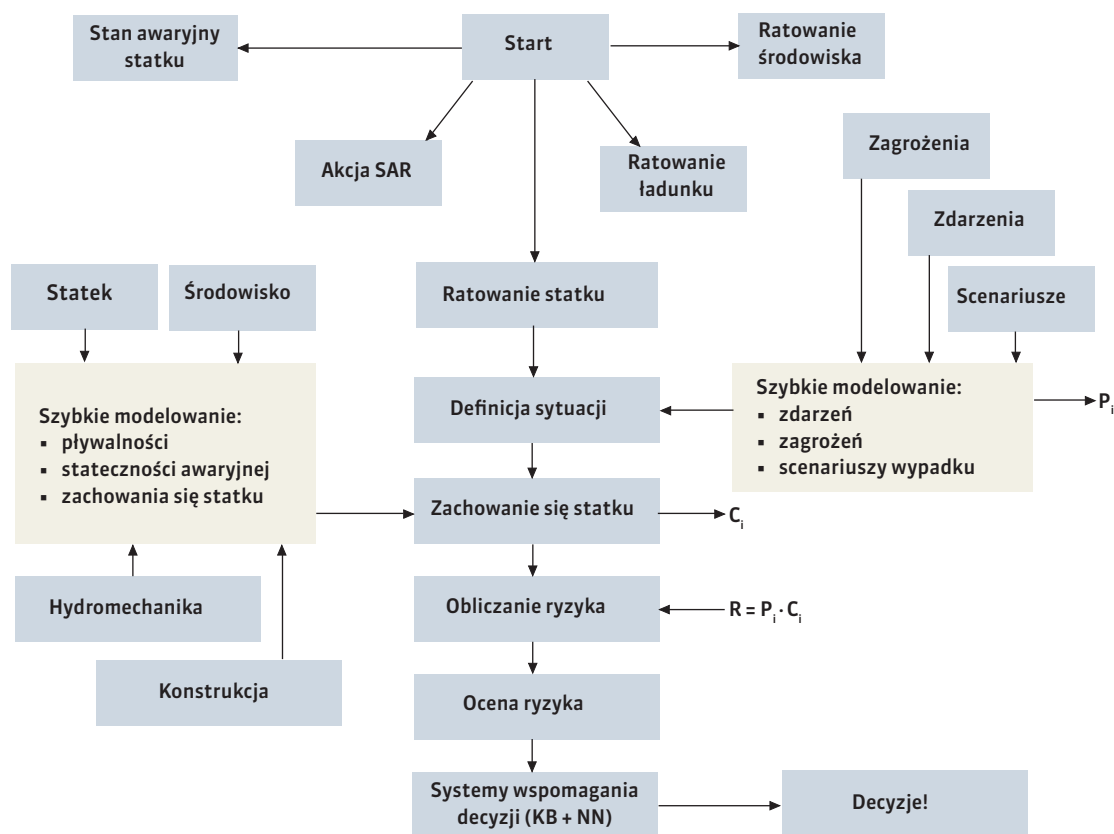 Stan awaryjny
statku
Start
Ratowanie
środowiska
Akcja SAR
Ratowanie
ładunku
Zagrożenia
Zdarzenia
Scenariusze
Statek
Środowisko
Ratowanie statku
Szybkie modelowanie:
▪ pływalności
▪ stateczności awaryjnej
▪ zachowania się statku
Definicja sytuacji
Szybkie modelowanie:
▪ zdarzeń
▪ zagrożeń
▪ scenariuszy wypadku
Pi
Zachowanie się statku
Ci
Hydromechanika
Obliczanie ryzyka
R = Pi · Ci
Konstrukcja
Ocena ryzyka
Systemy wspomagania
decyzji (KB + NN)
Decyzje!